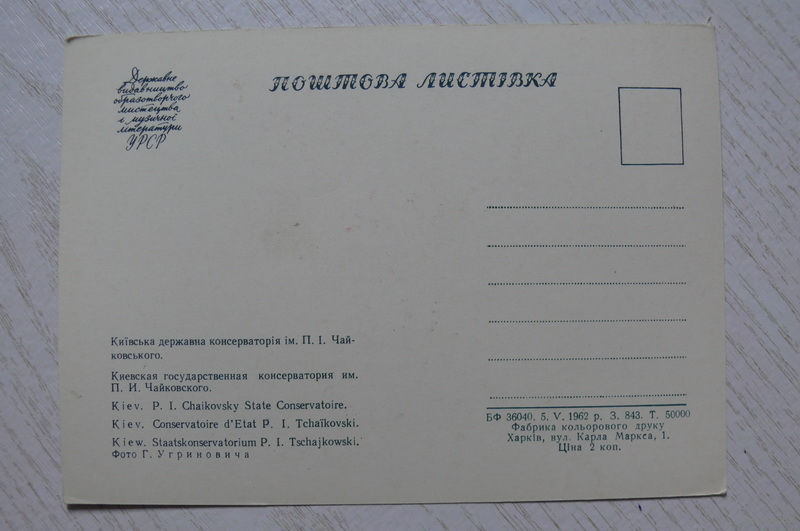 Державне
видавництво
образотворчого
мистецтва
і музичної
літератури
УРСР
ПОШТОВА ЛИСТІВКА
Київська державна консерваторія ім. П. І. Чай-
ковського.
Киевская государственная консерватория им.
П. И. Чайковского.
Kiev. P. I. Chaikovsky State Conservatoire.
Kiev. Conservatoire d'Etat P. I. Tchaïkovski.
Kiew. Staatskonservatorium P. I. Tschajkowski.
Фото Г. Угриновича
БФ 36040. 5. V. 1962 р. З. 843. Т. 50000
Фабрика кольорового друку
Харків, вул. Карла Маркса, 1.
Ціна 2 коп.